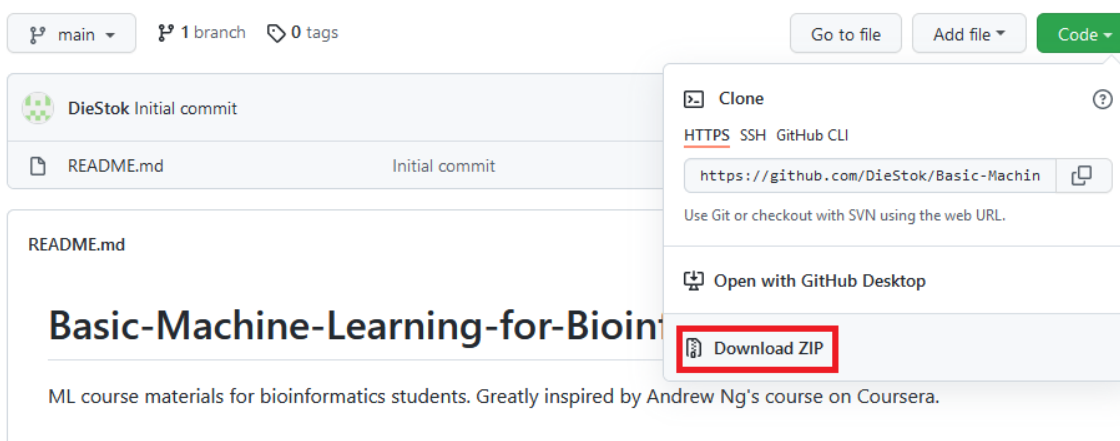 main 1 branch 0 tags Go to file Add file Code
DieStok Initial commit
README.md Initial commit
README.md
Basic-Machine-Learning-for-Bioin
ML course materials for bioinformatics students. Greatly inspired by Andrew Ng's course on Coursera.
Clone
HTTPS SSH GitHub CLI
https://github.com/DieStok/Basic-Machin
Use Git or checkout with SVN using the web URL.
Open with GitHub Desktop
Download ZIP